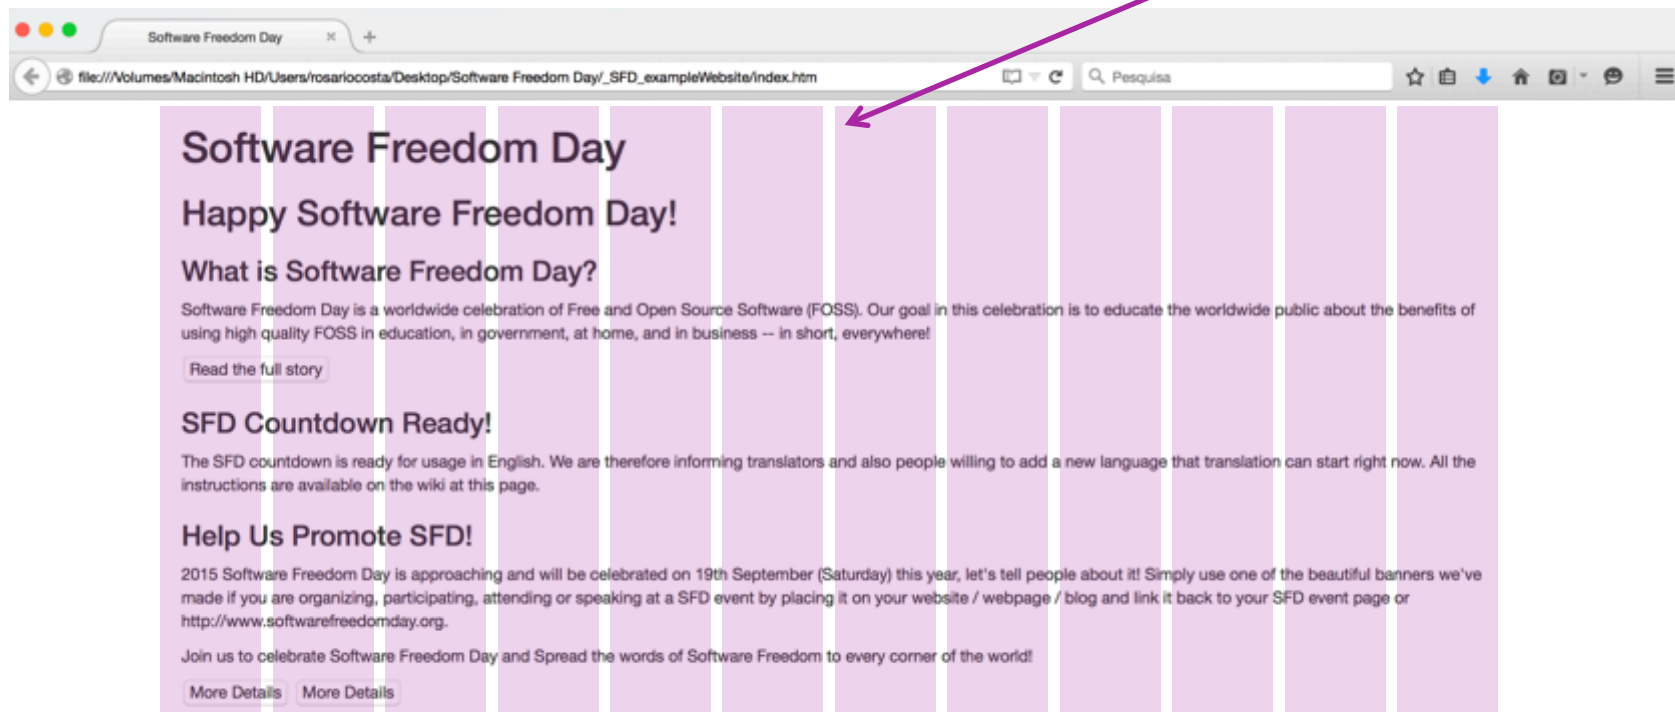 Software Freedom Day
file:///Volumes/Macintosh HD/Users/rosariocosta/Desktop/Software Freedom Day/_SFD_exampleWebsite/index.htm
Pesquisa
Software Freedom Day
Happy Software Freedom Day!
What is Software Freedom Day?
Software Freedom Day is a worldwide celebration of Free and Open Source Software (FOSS). Our goal in this celebration is to educate the worldwide public about the benefits of
using high quality FOSS in education, in government, at home, and in business -- in short, everywhere!
Read the full story
SFD Countdown Ready!
The SFD countdown is ready for usage in English. We are therefore informing translators and also people willing to add a new language that translation can start right now. All the
instructions are available on the wiki at this page.
Help Us Promote SFD!
2015 Software Freedom Day is approaching and will be celebrated on 19th September (Saturday) this year, let's tell people about it! Simply use one of the beautiful banners we've
made if you are organizing, participating, attending or speaking at a SFD event by placing it on your website / webpage / blog and link it back to your SFD event page or
http://www.softwarefreedomday.org.
Join us to celebrate Software Freedom Day and Spread the words of Software Freedom to every corner of the world!
More Details More Details